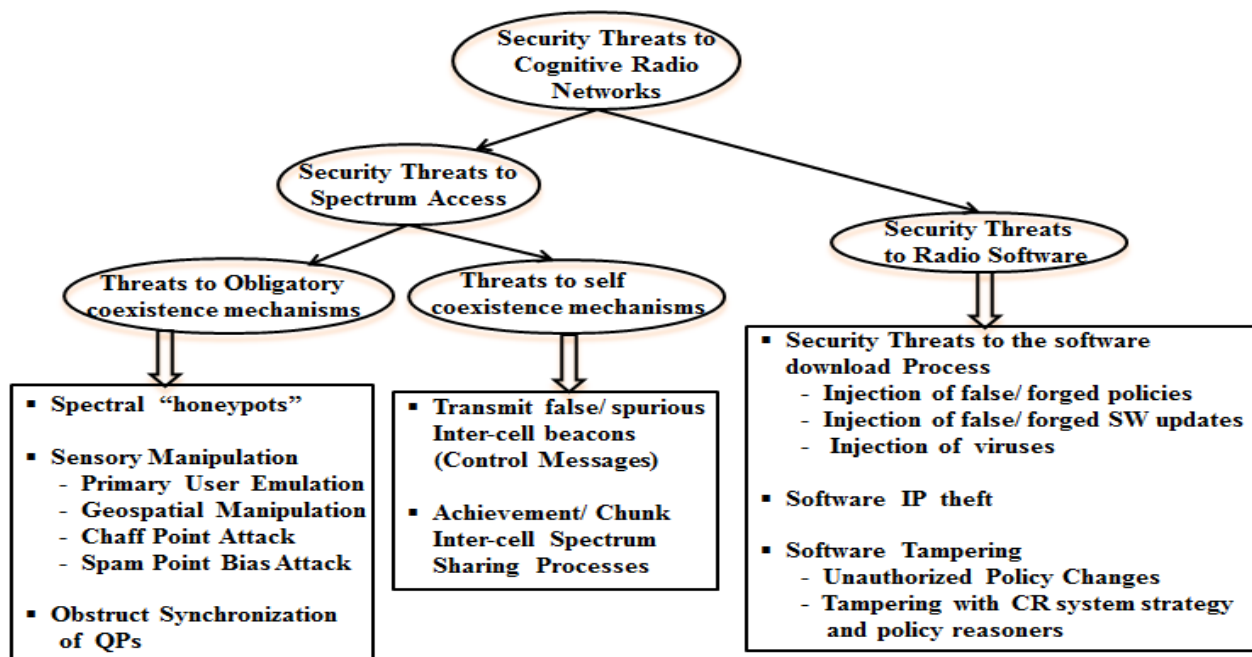 Security Threats to
Cognitive Radio
Networks
Security Threats to
Spectrum Access
Security Threats
to Radio Software
Threats to Obligatory
coexistence mechanisms
Threats to self
coexistence mechanisms
▪ Spectral “honeypots”
▪ Sensory Manipulation
- Primary User Emulation
- Geospatial Manipulation
- Chaff Point Attack
- Spam Point Bias Attack
▪ Obstruct Synchronization
of QPs
▪ Transmit false/ spurious
Inter-cell beacons
(Control Messages)
▪ Achievement/ Chunk
Inter-cell Spectrum
Sharing Processes
▪ Security Threats to the software
download Process
- Injection of false/ forged policies
- Injection of false/ forged SW updates
- Injection of viruses
▪ Software IP theft
▪ Software Tampering
- Unauthorized Policy Changes
- Tampering with CR system strategy
and policy reasoners